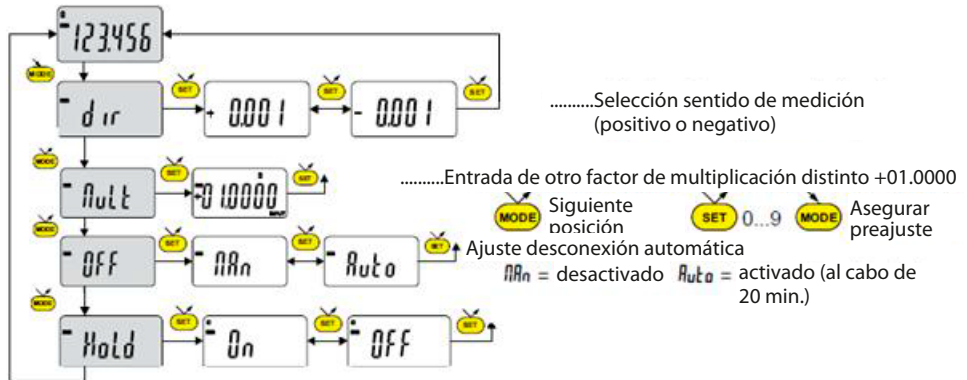 123.456
MODE
SET SET SET
dir + 0.001 - 0.001
..........Selección sentido de medición
(positivo o negativo)
MODE SET SET
Mult 01.0000
INPUT
..........Entrada de otro factor de multiplicación distinto +01.0000
MODE Siguiente posición SET 0...9 MODE Asegurar preajuste
MODE SET SET SET
OFF MAn Auto
Ajuste desconexión automática
MAn = desactivado Auto = activado (al cabo de
20 min.)
MODE SET SET SET
Hold On OFF